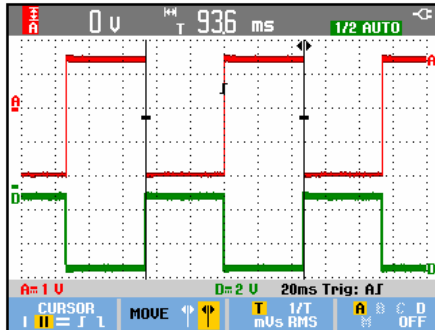 A 0 V T 93.6 ms 1/2 AUTO
A
A
D
D
A= 1 V D= 2 V 20ms Trig: A
CURSOR MOVE T 1/T A B C D
mVs RMS M OFF